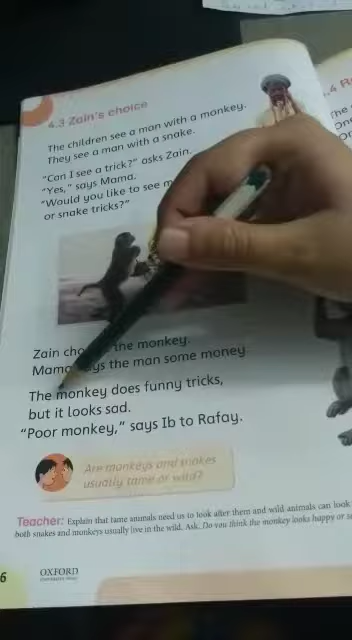 4.3 Zain's choice
The children see a man with a monkey.
They see a man with a snake.
"Can I see a trick?" asks Zain.
"Yes," says Mama.
"Would you like to see m
or snake tricks?"
Zain cho the monkey.
Mama ys the man some money.
The monkey does funny tricks,
but it looks sad.
"Poor monkey," says Ib to Rafay.
Are monkeys and snakes
usually tame or wild?
Teacher: Explain that tame animals need us to look after them and wild animals can look
both snakes and monkeys usually live in the wild. Ask, Do you think the monkey looks happy or s
6
OXFORD
.4 R